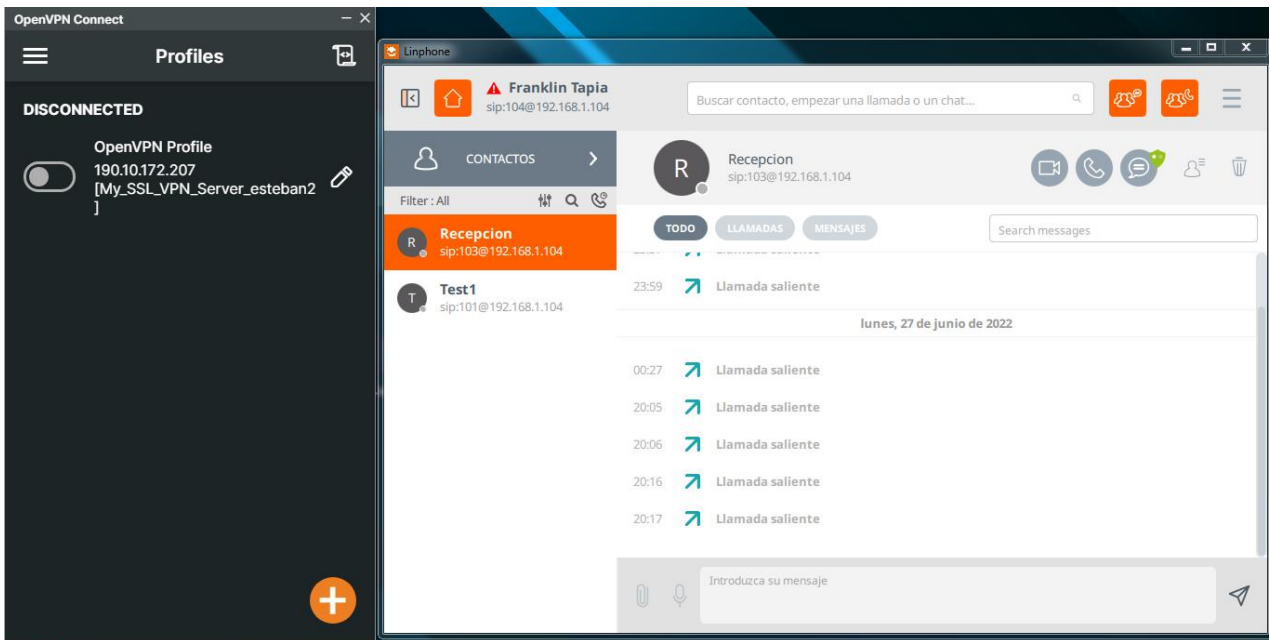 OpenVPN Connect
Profiles
DISCONNECTED
OpenVPN Profile
190.10.172.207
[My_SSL_VPN_Server_esteban2
]
Linphone
Franklin Tapia
sip:104@192.168.1.104
Buscar contacto, empezar una llamada o un chat...
CONTACTOS
Filter : All
R
Recepcion
sip:103@192.168.1.104
T
Test1
sip:101@192.168.1.104
R
Recepcion
sip:103@192.168.1.104
TODO
LLAMADAS
MENSAJES
Search messages
23:59 Llamada saliente
lunes, 27 de junio de 2022
00:27 Llamada saliente
20:05 Llamada saliente
20:06 Llamada saliente
20:16 Llamada saliente
20:17 Llamada saliente
Introduzca su mensaje